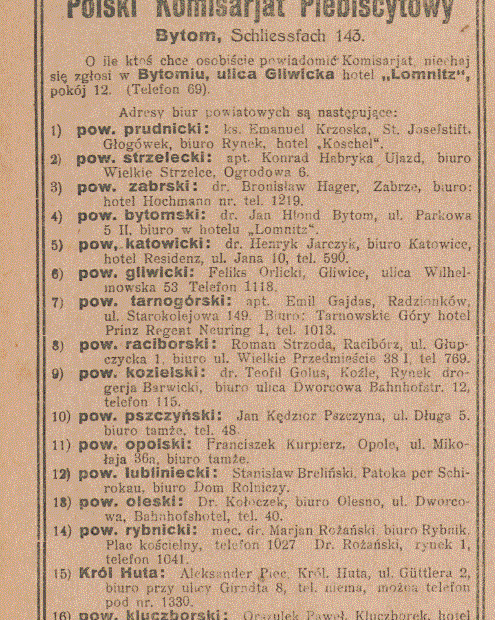 Polski Komisarjat Plebiscytowy
Bytom, Schliessfach 143.
O ile ktoś chce osobiście powiadomić Komisarjat, niechaj
się zgłosi w Bytomiu, ulica Gliwicka hotel „Lomnitz“,
pokój 12. (Telefon 69).
Adresy biur powiatowych są następujące:
1) pow. prudnicki: ks. Emanuel Krzoska, St. Josefstift.
Głogówek, biuro Rynek, hotel „Koschel“.
2) pow. strzelecki: apt. Konrad Habryka Ujazd, biuro
Wielkie Strzelce, Ogrodowa 6.
3) pow. zabrski: dr. Bronisław Hager, Zabrze, biuro:
hotel Hochmann nr. tel. 1219.
4) pow. bytomski: dr. Jan Hlond Bytom, ul. Parkowa
5 II, biuro w hotelu „Lomnitz“.
5) pow, katowicki: dr. Henryk Jarczyk, biuro Katowice,
hotel Residenz, ul. Jana 10, tel. 590.
6) pow. gliwicki: Feliks Orlicki, Gliwice, ulica Wilhel-
mowska 53 Telefon 1118.
7) pow. tarnogórski: apt. Emil Gajdas, Radzionków,
ul. Starokolejowa 149. Biuro: Tarnowskie Góry hotel
Prinz Regent Neuring 1, tel. 1013.
8) pow. raciborski: Roman Strzoda, Racibórz, ul. Głup-
czycka 1, biuro ul. Wielkie Przedmieście 38 I, tel 769.
9) pow. kozielski: dr. Teofil Golus, Koźle, Rynek dro-
gerja Barwicki, biuro ulica Dworcowa Bahnhofstr. 12,
telefon 115.
10) pow. pszczyński: Jan Kędzior Pszczyna, ul. Długa 5.
biuro tamże, tel. 48.
11) pow. opolski: Franciszek Kurpierz, Opole, ul. Miko-
łaja 36a, biuro tamże.
12) pow. lubliniecki: Stanisław Breliński, Patoka per Schi-
rokau, biuro Dom Rolniczy.
13) pow. oleski: Dr. Kołoczek, biuro Olesno, ul. Dworco-
wa, Bahnhofshotel, tel. 40.
14) pow. rybnicki: mec. dr. Marjan Rożański, biuro Rybnik,
Plac kościelny, telefon 1027 Dr. Rożański, rynek 1,
telefon 1041.
15) Król Huta: Aleksander Piec, Król. Huta, ul. Güttlera 2,
biuro przy ulicy Girndta 8, tel. niema, można telefon
pod nr. 1330.
16) pow. kluczborski: Paweł, Kluczborek, hotel